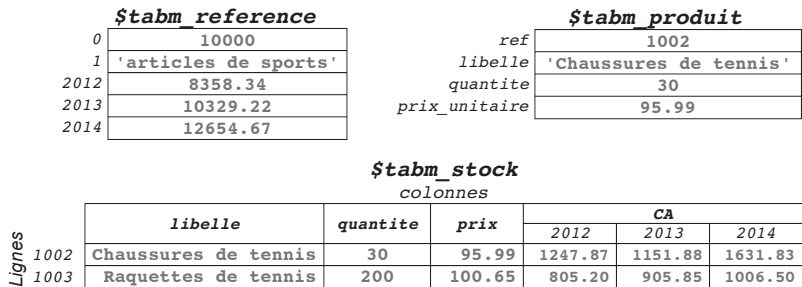 $tabm_reference
0 10000
1 'articles de sports'
2012 8358.34
2013 10329.22
2014 12654.67
$tabm_produit
ref 1002
libelle 'Chaussures de tennis'
quantite 30
prix_unitaire 95.99
$tabm_stock
colonnes
libelle quantite prix CA
2012 2013 2014
Lignes
1002 Chaussures de tennis 30 95.99 1247.87 1151.88 1631.83
1003 Raquettes de tennis 200 100.65 805.20 905.85 1006.50